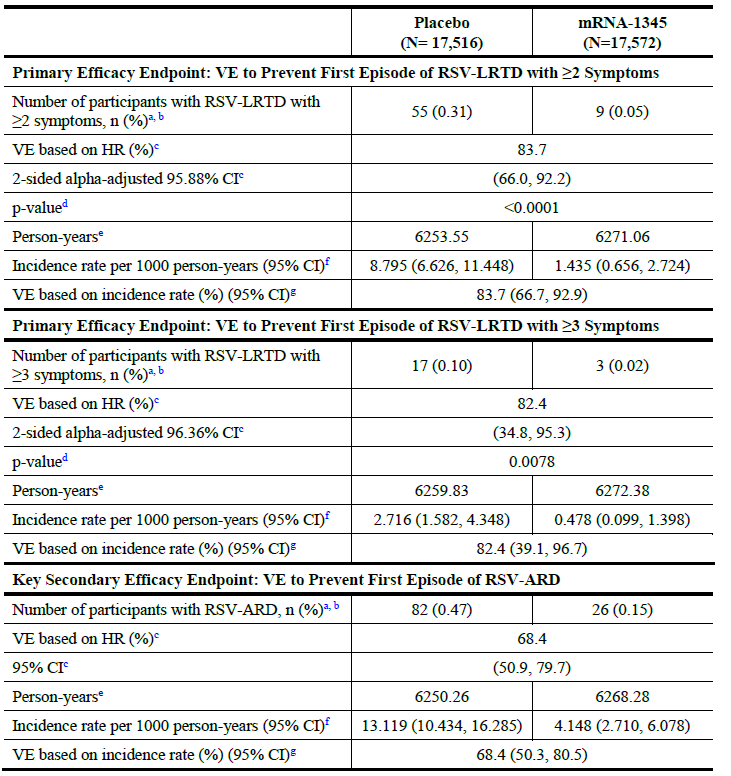 Placebo
(N= 17,516)
mRNA-1345
(N=17,572)
Primary Efficacy Endpoint: VE to Prevent First Episode of RSV-LRTD with ≥2 Symptoms
Number of participants with RSV-LRTD with
≥2 symptoms, n (%)a, b
55 (0.31)
9 (0.05)
VE based on HR (%)c
83.7
2-sided alpha-adjusted 95.88% CIc
(66.0, 92.2)
p-valued
<0.0001
Person-yearse
6253.55
6271.06
Incidence rate per 1000 person-years (95% CI)f
8.795 (6.626, 11.448)
1.435 (0.656, 2.724)
VE based on incidence rate (%) (95% CI)g
83.7 (66.7, 92.9)
Primary Efficacy Endpoint: VE to Prevent First Episode of RSV-LRTD with ≥3 Symptoms
Number of participants with RSV-LRTD with
≥3 symptoms, n (%)a, b
17 (0.10)
3 (0.02)
VE based on HR (%)c
82.4
2-sided alpha-adjusted 96.36% CIc
(34.8, 95.3)
p-valued
0.0078
Person-yearse
6259.83
6272.38
Incidence rate per 1000 person-years (95% CI)f
2.716 (1.582, 4.348)
0.478 (0.099, 1.398)
VE based on incidence rate (%) (95% CI)g
82.4 (39.1, 96.7)
Key Secondary Efficacy Endpoint: VE to Prevent First Episode of RSV-ARD
Number of participants with RSV-ARD, n (%)a, b
82 (0.47)
26 (0.15)
VE based on HR (%)c
68.4
95% CIc
(50.9, 79.7)
Person-yearse
6250.26
6268.28
Incidence rate per 1000 person-years (95% CI)f
13.119 (10.434, 16.285)
4.148 (2.710, 6.078)
VE based on incidence rate (%) (95% CI)g
68.4 (50.3, 80.5)